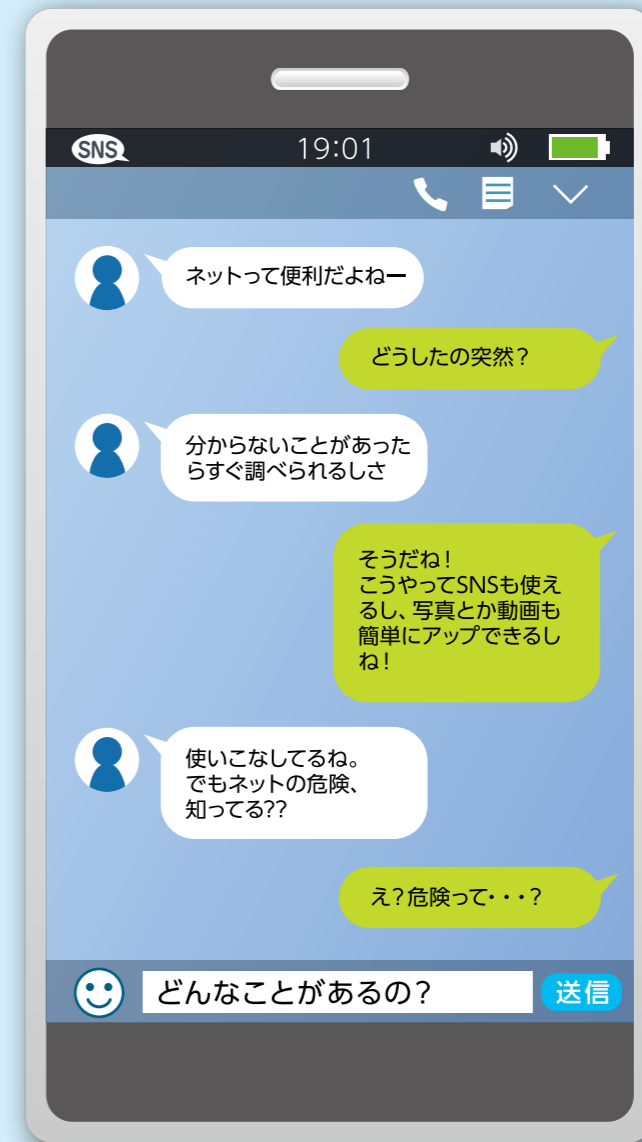 SNS 19:01
ネットって便利だよねー
どうしたの突然？
分からないことがあった
らすぐ調べられるしさ
そうだね！
こうやってSNSも使え
るし、写真とか動画も
簡単にアップできるし
ね！
使いこなしてるね。
でもネットの危険、
知ってる??
え？危険って・・・？
どんなことがあるの？ 送信